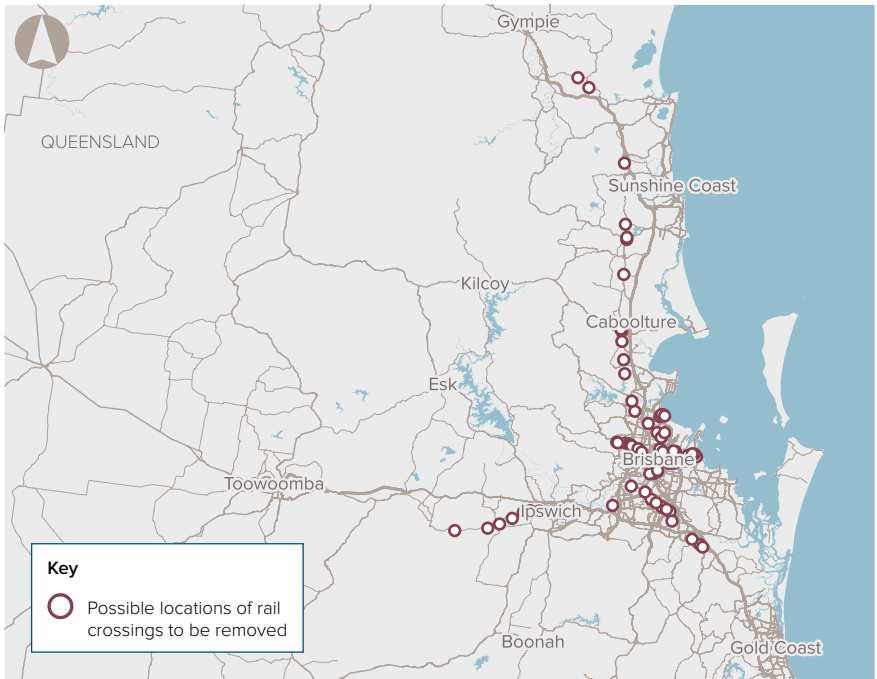 Gympie
QUEENSLAND
Sunshine Coast
Kilcoy
Caboolture
Esk
Brisbane
Toowoomba
Ipswich
Key
Possible locations of rail
crossings to be removed
Boonah
Gold Coast